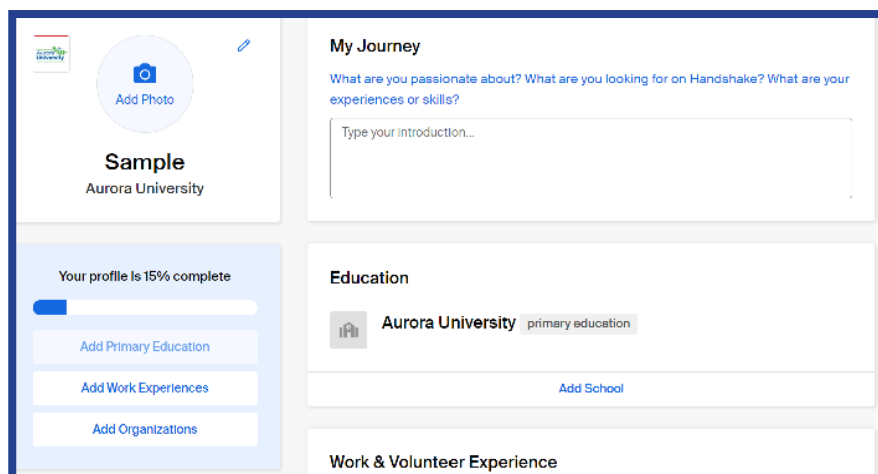 Aurora
University
Add Photo
Sample
Aurora University
Your profile is 15% complete
Add Primary Education
Add Work Experiences
Add Organizations
My Journey
What are you passionate about? What are you looking for on Handshake? What are your
experiences or skills?
Type your introduction...
Education
Aurora University primary education
Add School
Work & Volunteer Experience